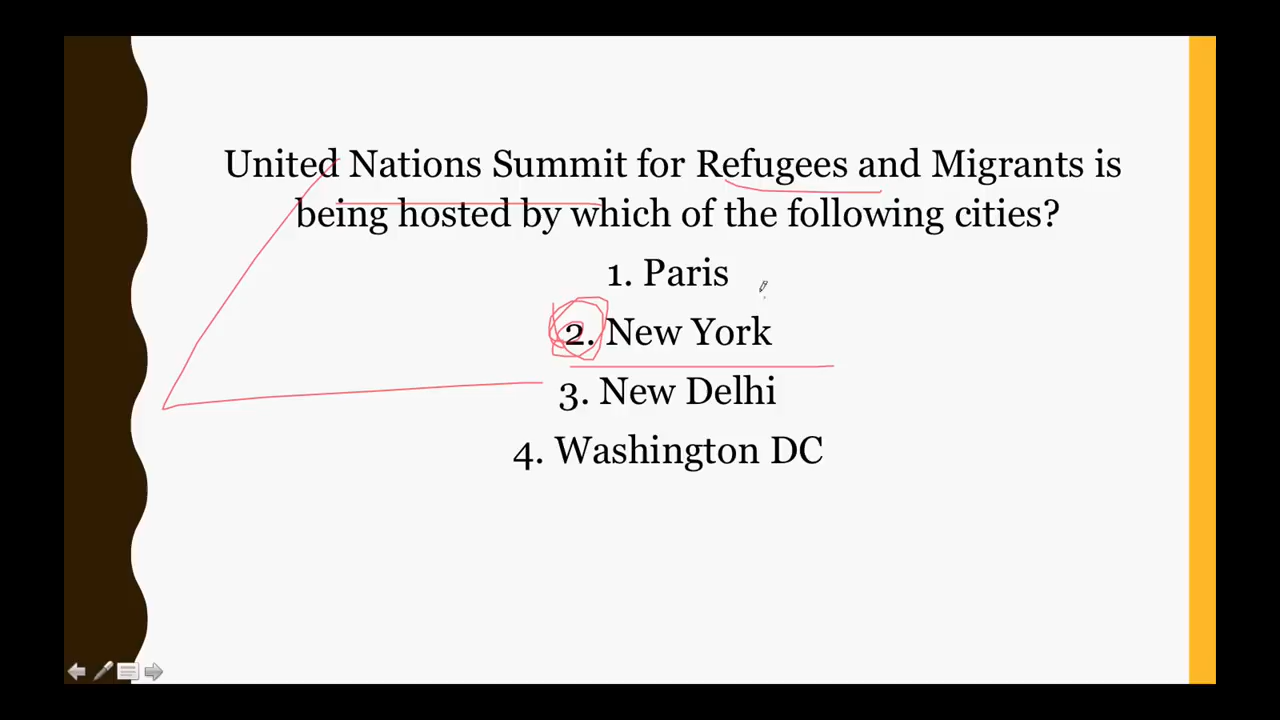 United Nations Summit for Refugees and Migrants is
being hosted by which of the following cities?
1. Paris
2. New York
3. New Delhi
4. Washington DC